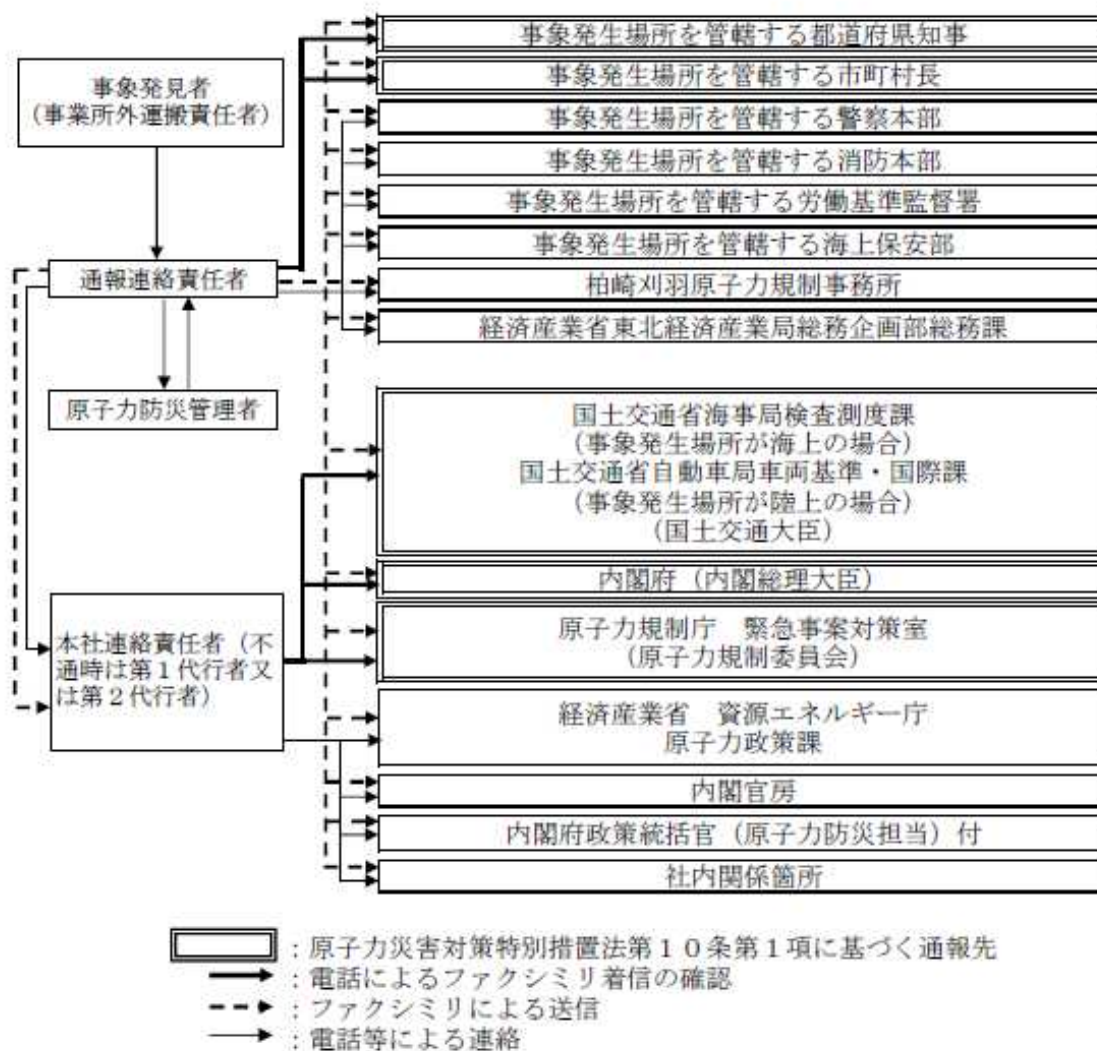 事象発見者
（事業所外運搬責任者）
通報連絡責任者
原子力防災管理者
本社連絡責任者（不
通時は第１代行者又
は第２代行者）
事象発生場所を管轄する都道府県知事
事象発生場所を管轄する市町村長
事象発生場所を管轄する警察本部
事象発生場所を管轄する消防本部
事象発生場所を管轄する労働基準監督署
事象発生場所を管轄する海上保安部
柏崎刈羽原子力規制事務所
経済産業省東北経済産業局総務企画部総務課
国土交通省海事局検査測度課
（事象発生場所が海上の場合）
国土交通省自動車局車両基準・国際課
（事象発生場所が陸上の場合）
（国土交通大臣）
内閣府（内閣総理大臣）
原子力規制庁　緊急事案対策室
（原子力規制委員会）
経済産業省　資源エネルギー庁
原子力政策課
内閣官房
内閣府政策統括官（原子力防災担当）付
社内関係箇所
：原子力災害対策特別措置法第１０条第１項に基づく通報先
：電話によるファクシミリ着信の確認
：ファクシミリによる送信
：電話等による連絡